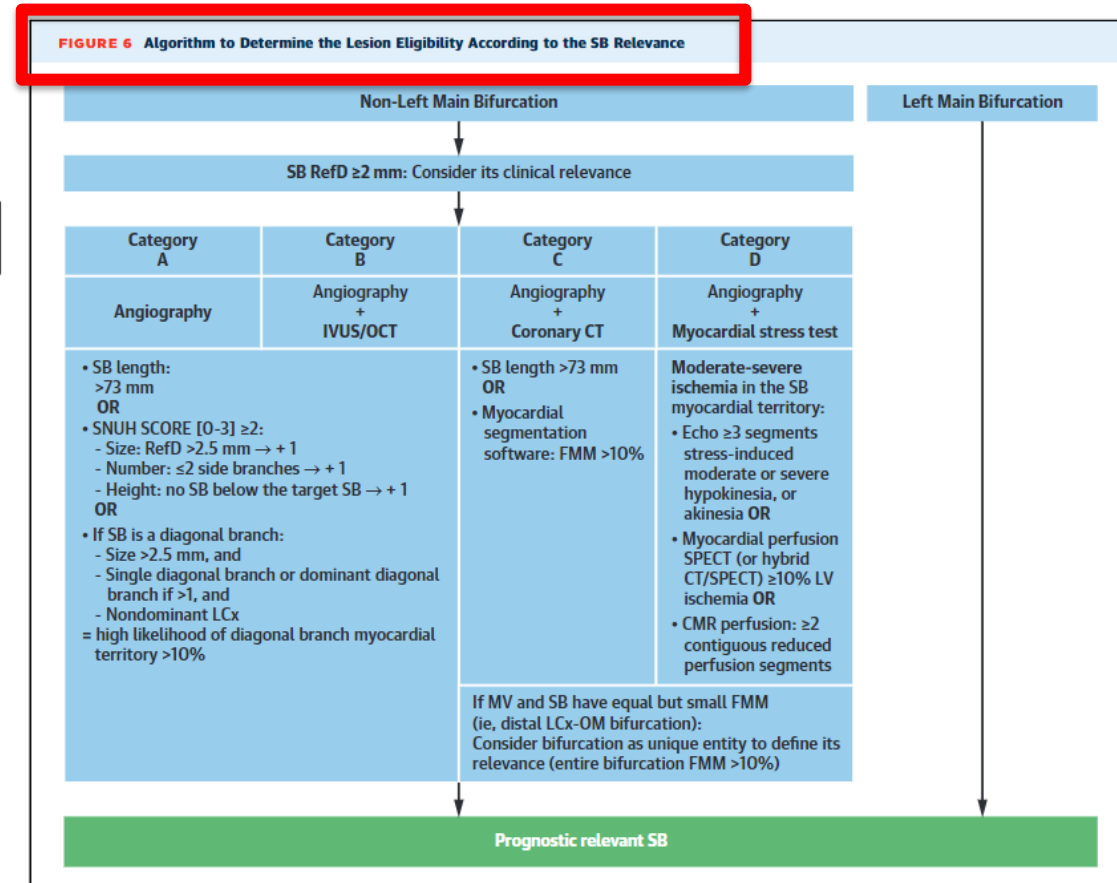 FIGURE 6 Algorithm to Determine the Lesion Eligibility According to the SB Relevance
Non-Left Main Bifurcation
Left Main Bifurcation
SB RefD ≥2 mm: Consider its clinical relevance
Category
A
Category
B
Category
C
Category
D
Angiography
Angiography
+
IVUS/OCT
Angiography
+
Coronary CT
Angiography
+
Myocardial stress test
• SB length:
>73 mm
OR
• SNUH SCORE [0-3] ≥2:
- Size: RefD >2.5 mm → + 1
- Number: ≤2 side branches → + 1
- Height: no SB below the target SB → + 1
OR
• If SB is a diagonal branch:
- Size >2.5 mm, and
- Single diagonal branch or dominant diagonal
branch if >1, and
- Nondominant LCx
= high likelihood of diagonal branch myocardial
territory >10%
• SB length >73 mm
OR
• Myocardial
segmentation
software: FMM >10%
Moderate-severe
ischemia in the SB
myocardial territory:
• Echo ≥3 segments
stress-induced
moderate or severe
hypokinesia, or
akinesia OR
• Myocardial perfusion
SPECT (or hybrid
CT/SPECT) ≥10% LV
ischemia OR
• CMR perfusion: ≥2
contiguous reduced
perfusion segments
If MV and SB have equal but small FMM
(ie, distal LCx-OM bifurcation):
Consider bifurcation as unique entity to define its
relevance (entire bifurcation FMM >10%)
Prognostic relevant SB